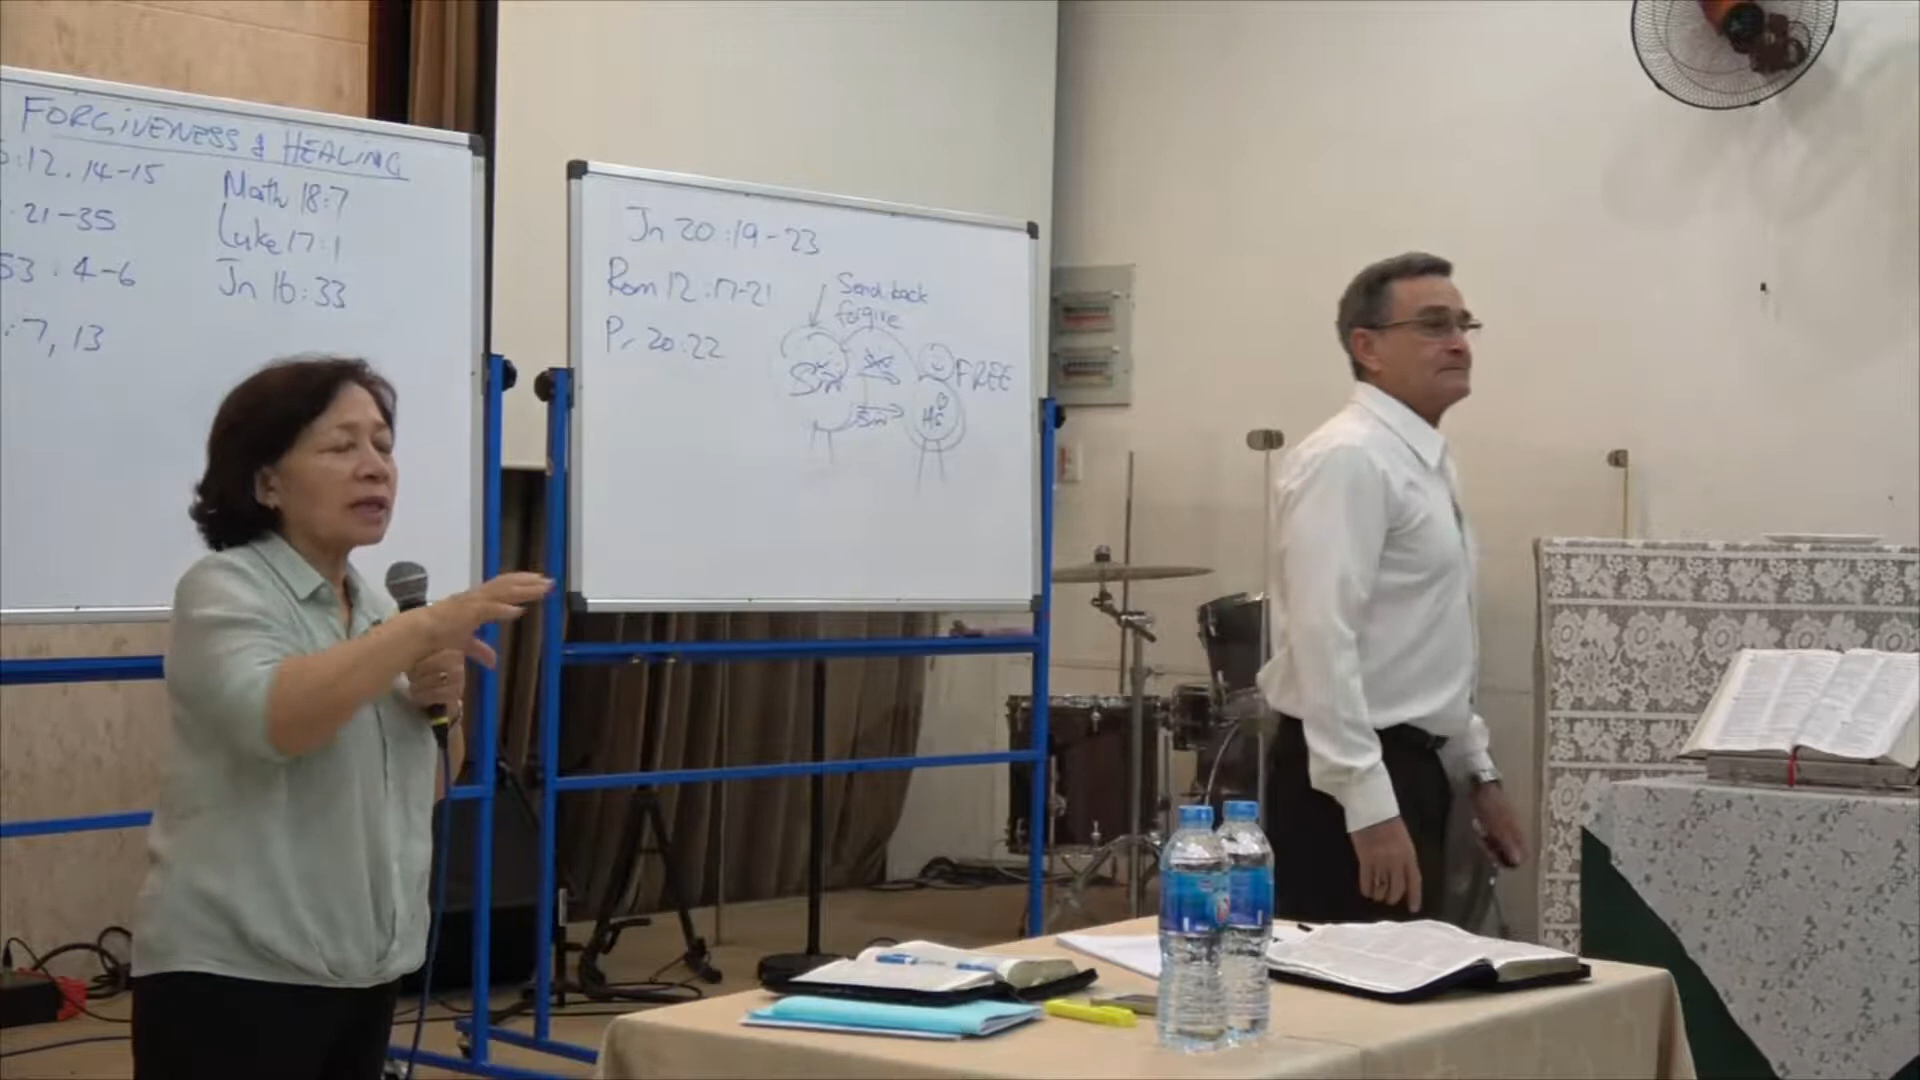 FORGIVENESS & HEALING
:12, 14-15
21-35
53:4-6
:7, 13
Math 18:7
Luke 17:1
Jn 16:33
Jn 20:19-23
Rom 12:17-21
Pr 20:22
Send back
forgive
Sin
FREE
Sin
HG